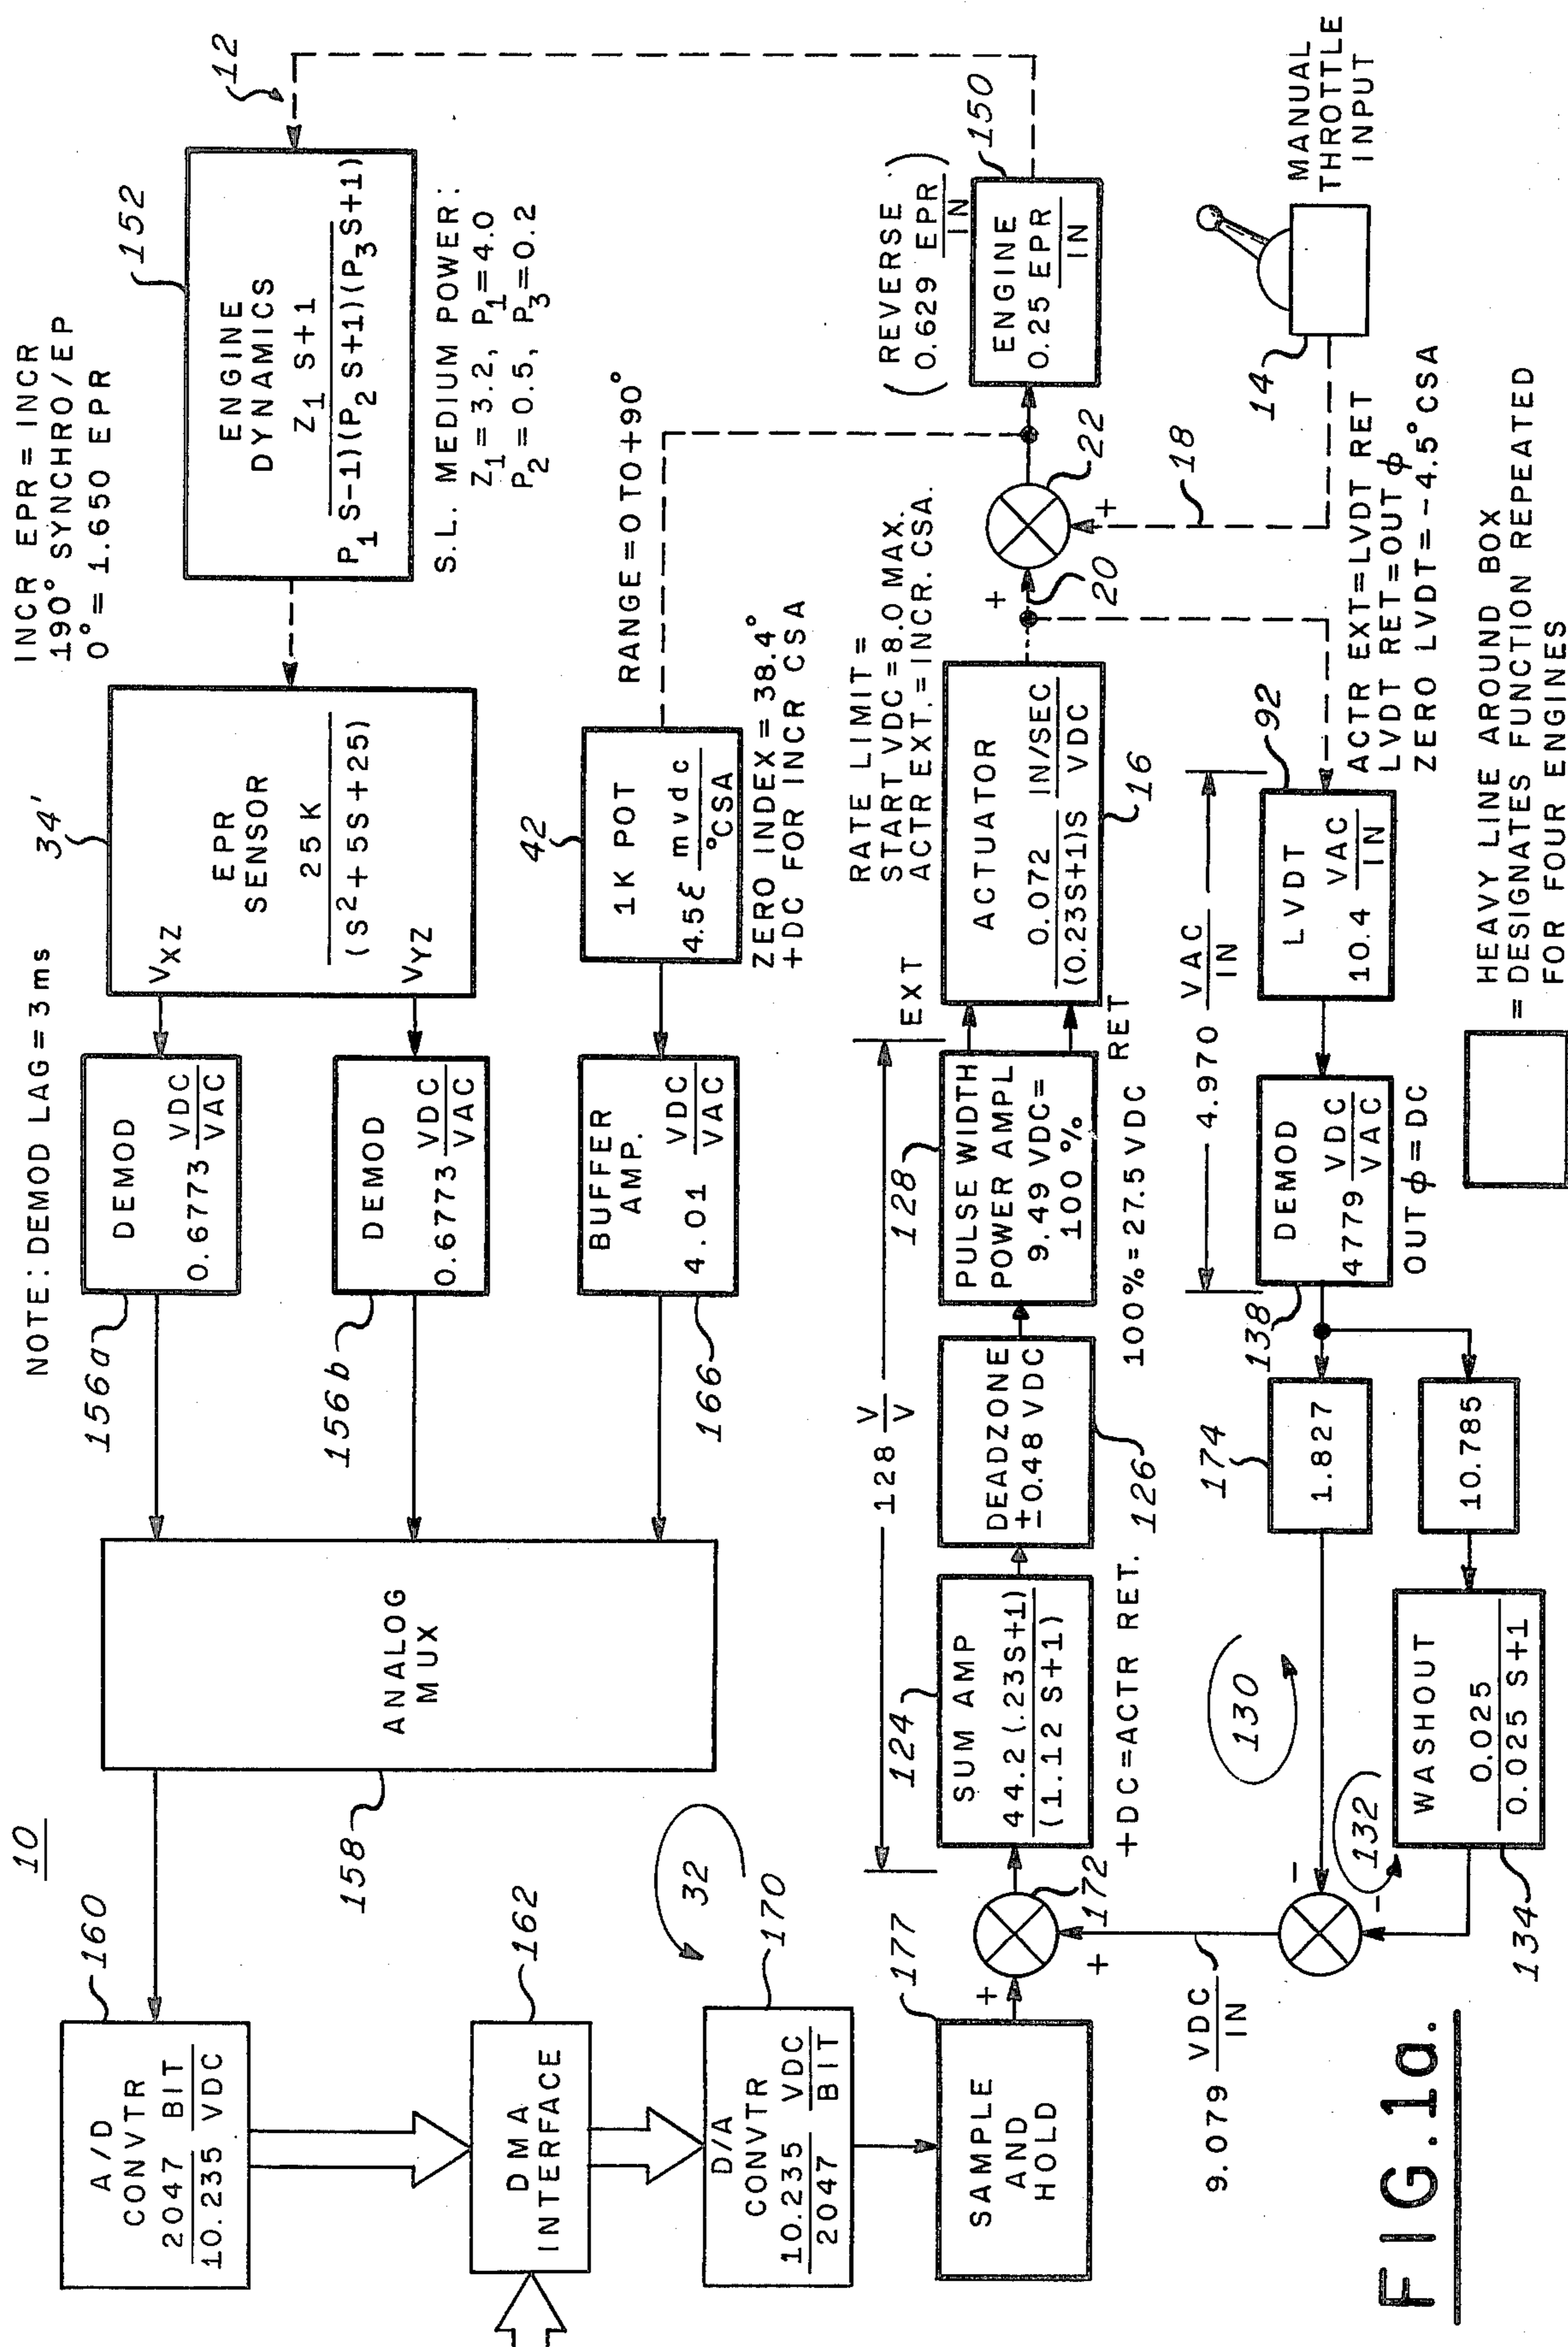 10
A/D
CONVTR
2047 BIT
10.235 VDC
160
158
ANALOG
MUX
NOTE: DEMOD LAG = 3 ms
156a
DEMOD
0.6773 VDC
VAC
156b
DEMOD
0.6773 VDC
VAC
166
BUFFER
AMP.
4.01 VDC
VAC
34'
VXZ
EPR
SENSOR
25 K
(S2 + 5S + 25)
VYZ
INCR EPR = INCR
190° SYNCHRO/EP
0° = 1.650 EPR
152
ENGINE
DYNAMICS
Z1 S+1
P1 S-1)(P2 S+1)(P3 S+1)
S.L. MEDIUM POWER:
Z1 = 3.2, P1 = 4.0
P2 = 0.5, P3 = 0.2
12
42
1K POT
4.5ξ mvdc
°CSA
ZERO INDEX = 38.4°
+DC FOR INCR CSA
RANGE = 0 TO +90°
162
DMA
INTERFACE
32
170
D/A
CONVTR
10.235 VDC
2047 BIT
177
SAMPLE
AND
HOLD
+
172
+
128 V
V
124
SUM AMP
44.2 (.23S+1)
(1.12 S+1)
+DC=ACTR RET.
DEADZONE
±0.48 VDC
126
128
PULSE WIDTH
POWER AMPL
9.49 VDC=
100 %
100%=27.5 VDC
EXT
RET
RATE LIMIT =
START VDC = 8.0 MAX.
ACTR EXT. = INCR. CSA.
ACTUATOR
0.072 IN/SEC
(0.23S+1)S VDC
16
+
20
22
+
(REVERSE
0.629 EPR)
IN
150
ENGINE
0.25 EPR
IN
18
14
MANUAL
THROTTLE
INPUT
9.079 VDC
IN
130
-
132
-
174
1.827
10.785
WASHOUT
0.025
0.025 S+1
134
4.970 VAC
IN
138
DEMOD
4779 VDC
VAC
OUT ϕ = DC
92
LVDT
10.4 VAC
IN
ACTR EXT=LVDT RET
LVDT RET=OUT ϕ
ZERO LVDT = -4.5° CSA
HEAVY LINE AROUND BOX
= DESIGNATES FUNCTION REPEATED
FOR FOUR ENGINES
FIG.1a.